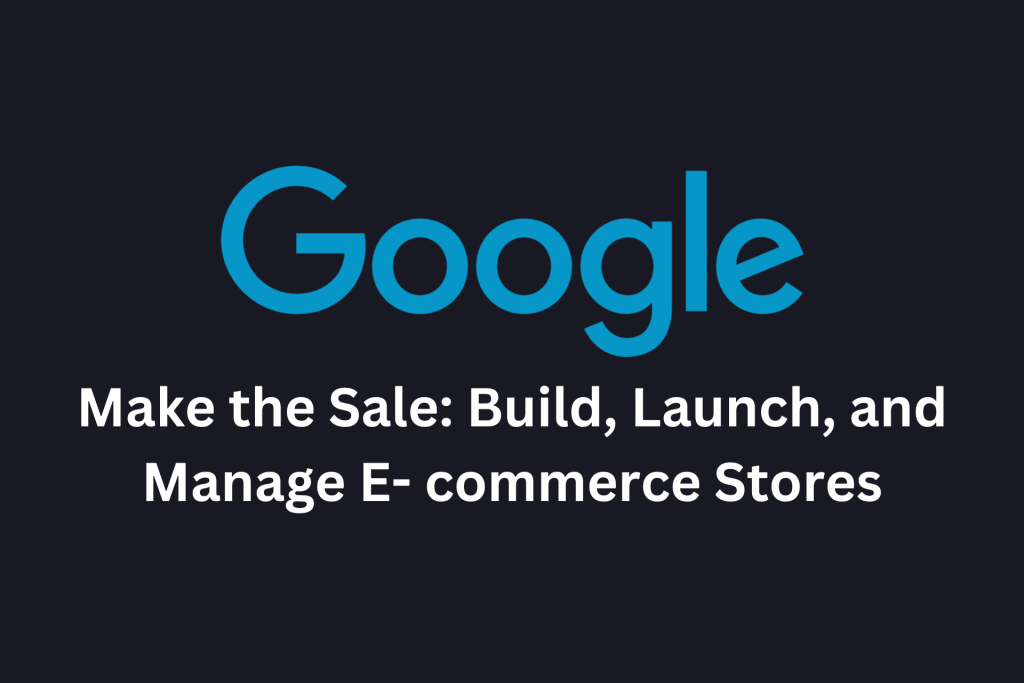 Google
Make the Sale: Build, Launch, and
Manage E- commerce Stores